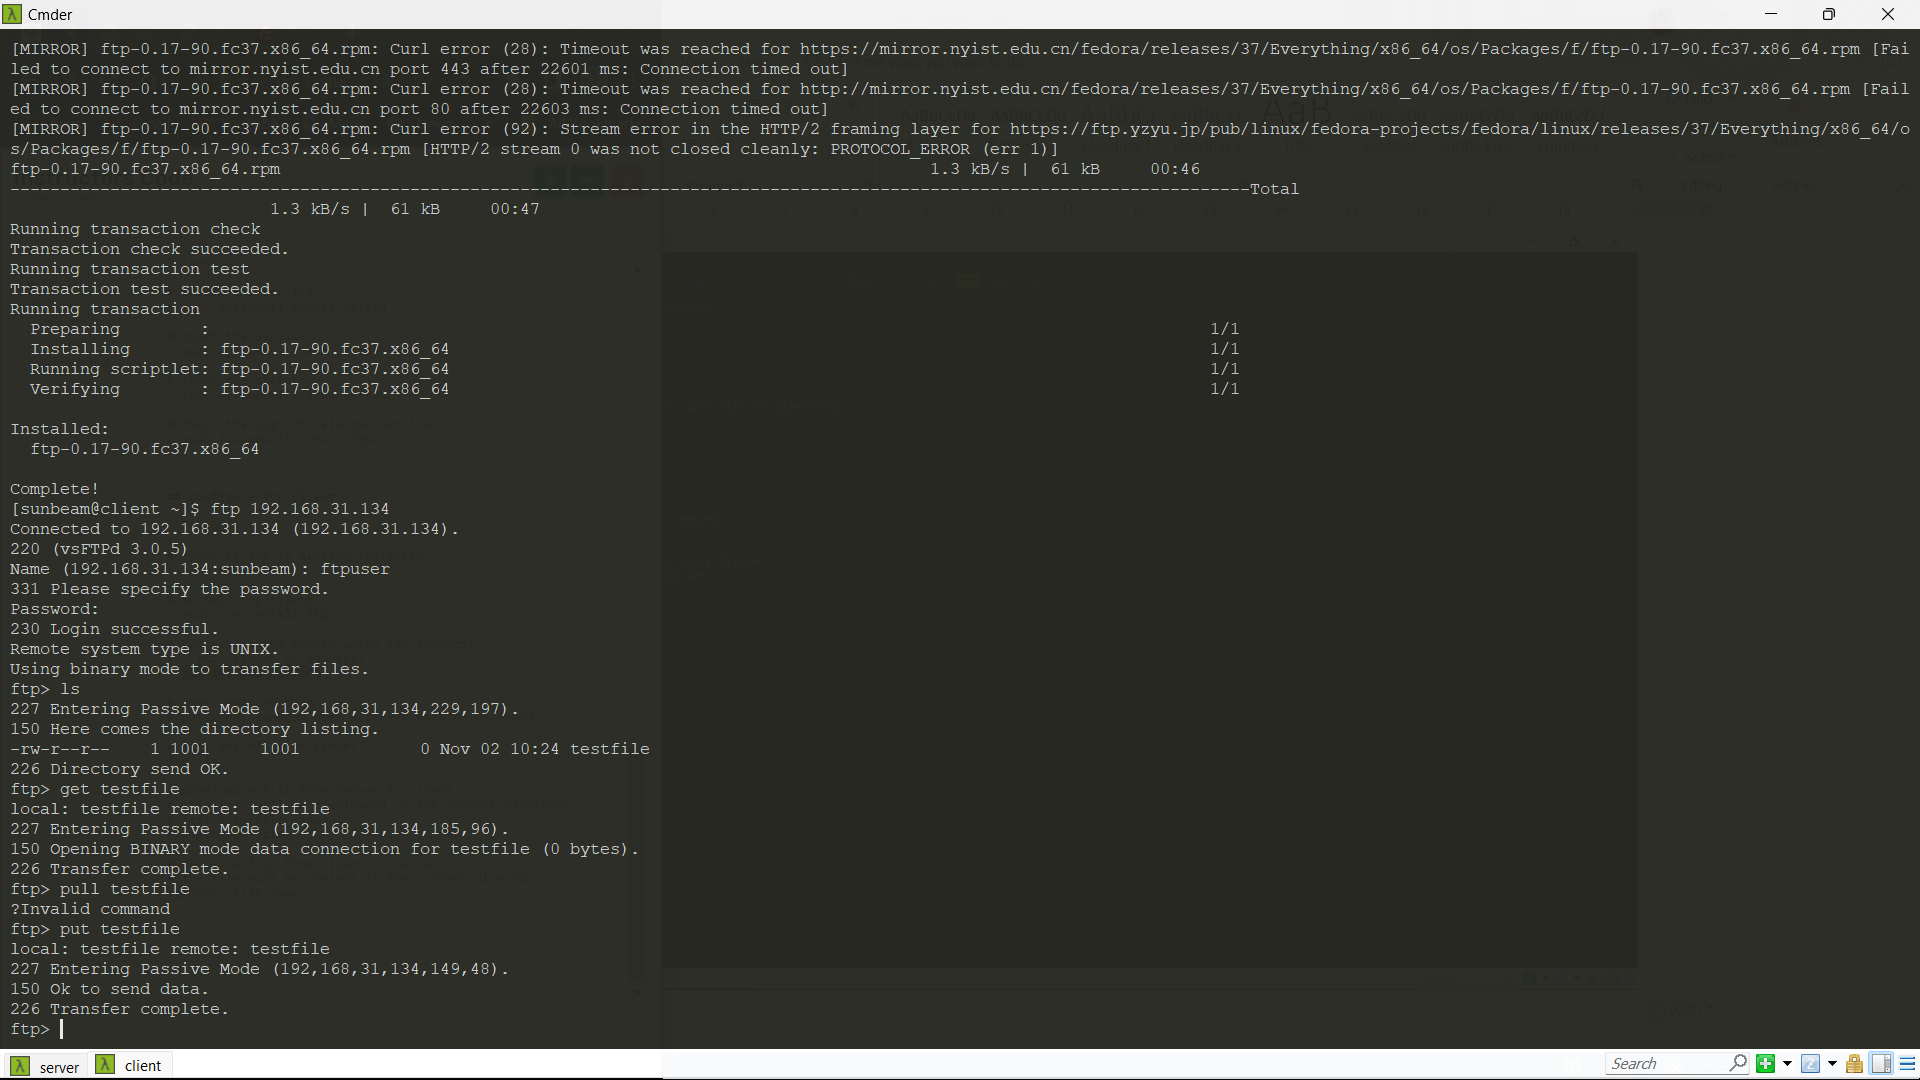 Cmder
[MIRROR] ftp-0.17-90.fc37.x86_64.rpm: Curl error (28): Timeout was reached for https://mirror.nyist.edu.cn/fedora/releases/37/Everything/x86_64/os/Packages/f/ftp-0.17-90.fc37.x86_64.rpm [Fai
led to connect to mirror.nyist.edu.cn port 443 after 22601 ms: Connection timed out]
[MIRROR] ftp-0.17-90.fc37.x86_64.rpm: Curl error (28): Timeout was reached for http://mirror.nyist.edu.cn/fedora/releases/37/Everything/x86_64/os/Packages/f/ftp-0.17-90.fc37.x86_64.rpm [Fail
ed to connect to mirror.nyist.edu.cn port 80 after 22603 ms: Connection timed out]
[MIRROR] ftp-0.17-90.fc37.x86_64.rpm: Curl error (92): Stream error in the HTTP/2 framing layer for https://ftp.yzyu.jp/pub/linux/fedora-projects/fedora/linux/releases/37/Everything/x86_64/o
s/Packages/f/ftp-0.17-90.fc37.x86_64.rpm [HTTP/2 stream 0 was not closed cleanly: PROTOCOL_ERROR (err 1)]
ftp-0.17-90.fc37.x86_64.rpm 1.3 kB/s | 61 kB 00:46
----------------------------------------------------------------------------------------------------------------------------Total
1.3 kB/s | 61 kB 00:47
Running transaction check
Transaction check succeeded.
Running transaction test
Transaction test succeeded.
Running transaction
Preparing : 1/1
Installing : ftp-0.17-90.fc37.x86_64 1/1
Running scriptlet: ftp-0.17-90.fc37.x86_64 1/1
Verifying : ftp-0.17-90.fc37.x86_64 1/1
Installed:
ftp-0.17-90.fc37.x86_64
Complete!
[sunbeam@client ~]$ ftp 192.168.31.134
Connected to 192.168.31.134 (192.168.31.134).
220 (vsFTPd 3.0.5)
Name (192.168.31.134:sunbeam): ftpuser
331 Please specify the password.
Password:
230 Login successful.
Remote system type is UNIX.
Using binary mode to transfer files.
ftp> ls
227 Entering Passive Mode (192,168,31,134,229,197).
150 Here comes the directory listing.
-rw-r--r-- 1 1001 1001 0 Nov 02 10:24 testfile
226 Directory send OK.
ftp> get testfile
local: testfile remote: testfile
227 Entering Passive Mode (192,168,31,134,185,96).
150 Opening BINARY mode data connection for testfile (0 bytes).
226 Transfer complete.
ftp> pull testfile
?Invalid command
ftp> put testfile
local: testfile remote: testfile
227 Entering Passive Mode (192,168,31,134,149,48).
150 Ok to send data.
226 Transfer complete.
ftp>
server client Search